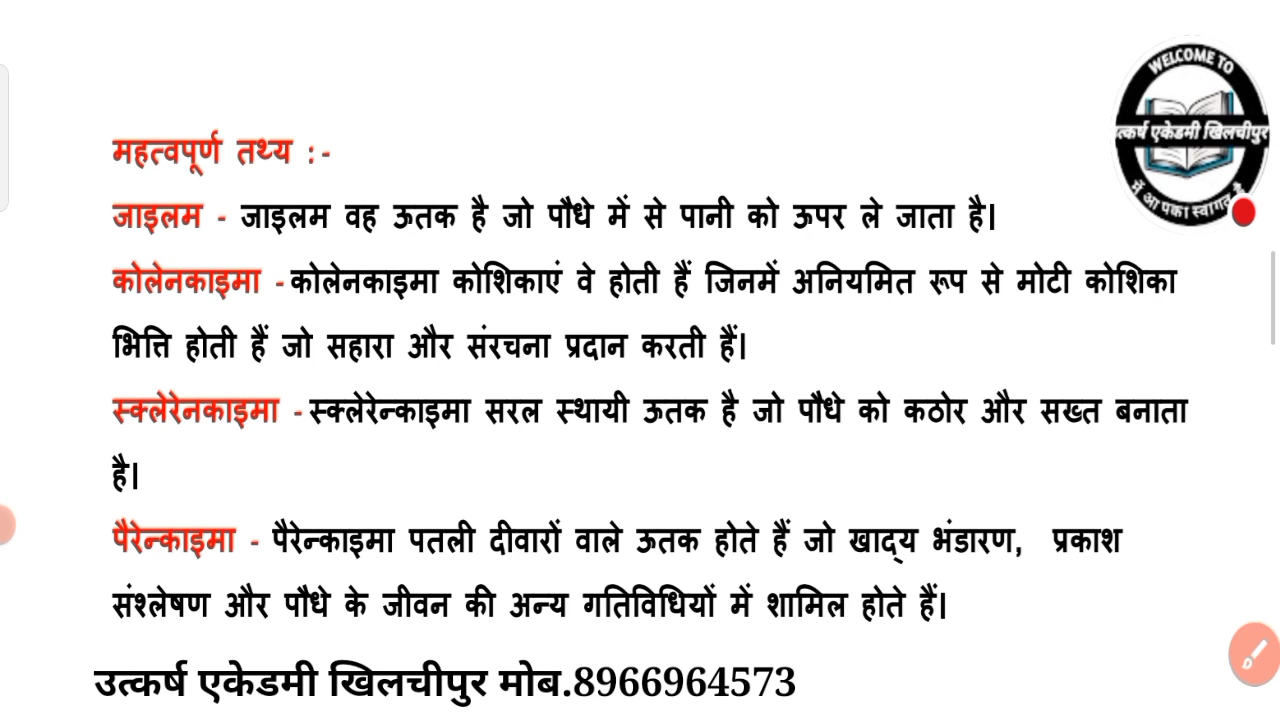 WELCOME TO
त्कर्ष एकेडमी खिलचीपुर
में आपका स्वागत है
महत्वपूर्ण तथ्य :-
जाइलम - जाइलम वह ऊतक है जो पौधे में से पानी को ऊपर ले जाता है।
कोलेनकाइमा -कोलेनकाइमा कोशिकाएं वे होती हैं जिनमें अनियमित रूप से मोटी कोशिका
भित्ति होती हैं जो सहारा और संरचना प्रदान करती हैं।
स्क्लेरेनकाइमा -स्क्लेरेन्काइमा सरल स्थायी ऊतक है जो पौधे को कठोर और सख्त बनाता
है।
पैरेन्काइमा - पैरेन्काइमा पतली दीवारों वाले ऊतक होते हैं जो खाद्य भंडारण, प्रकाश
संश्लेषण और पौधे के जीवन की अन्य गतिविधियों में शामिल होते हैं।
उत्कर्ष एकेडमी खिलचीपुर मोब.8966964573